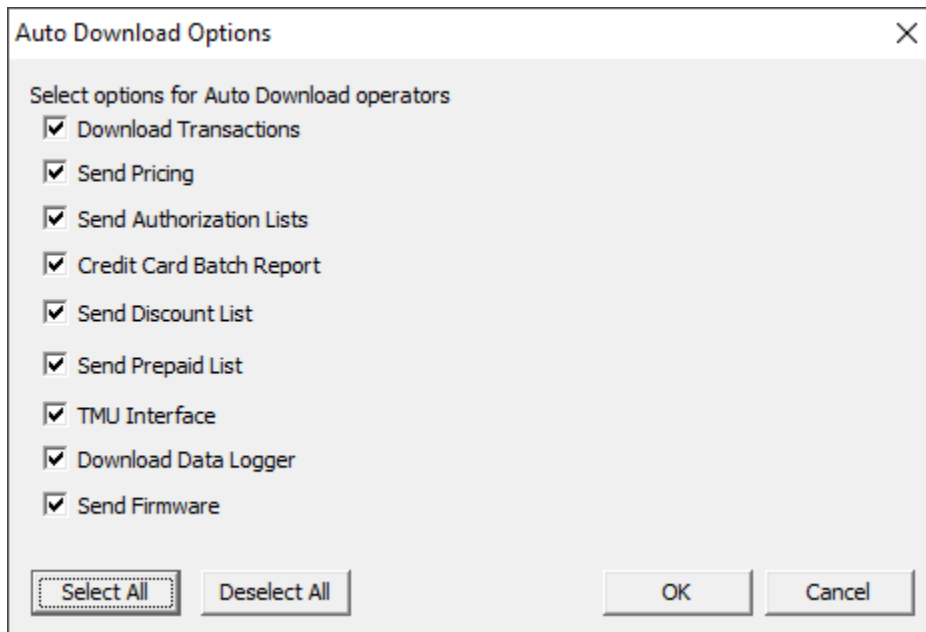 Auto Download Options
Select options for Auto Download operators
Download Transactions
Send Pricing
Send Authorization Lists
Credit Card Batch Report
Send Discount List
Send Prepaid List
TMU Interface
Download Data Logger
Send Firmware
Select All Deselect All OK Cancel